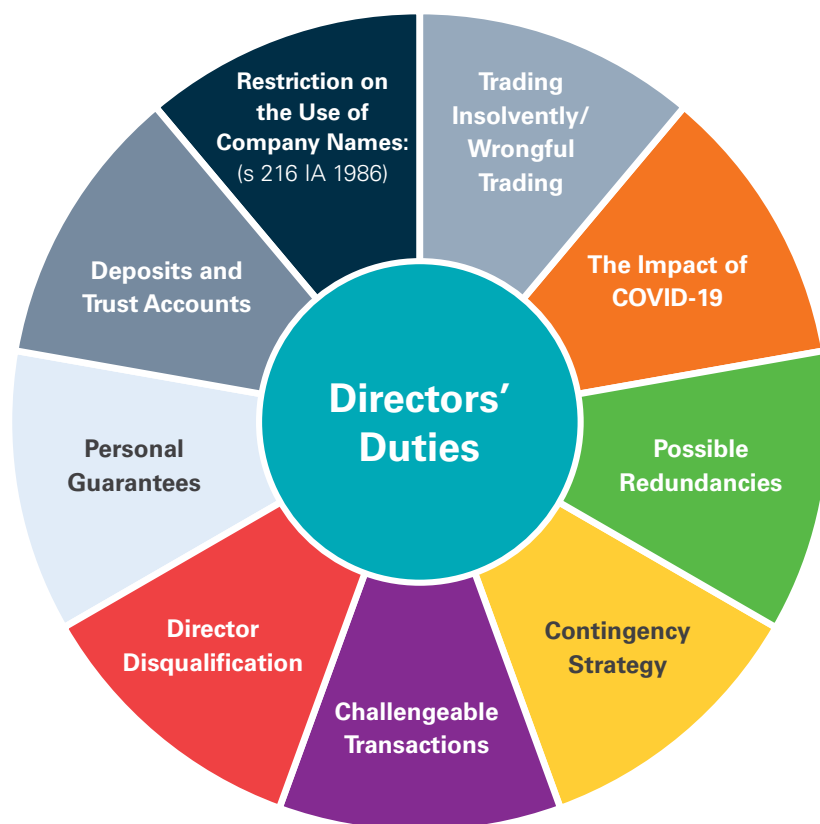 Directors’
Duties
Trading
Insolvently/
Wrongful
Trading
The Impact of
COVID-19
Possible
Redundancies
Contingency
Strategy
Challengeable
Transactions
Director
Disqualification
Personal
Guarantees
Deposits and
Trust Accounts
Restriction on
the Use of
Company Names:
(s 216 IA 1986)